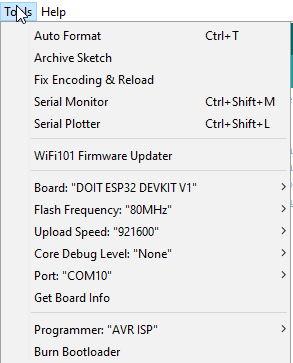 Tools Help
Auto Format Ctrl+T
Archive Sketch
Fix Encoding & Reload
Serial Monitor Ctrl+Shift+M
Serial Plotter Ctrl+Shift+L
WiFi101 Firmware Updater
Board: "DOIT ESP32 DEVKIT V1"
Flash Frequency: "80MHz"
Upload Speed: "921600"
Core Debug Level: "None"
Port: "COM10"
Get Board Info
Programmer: "AVR ISP"
Burn Bootloader